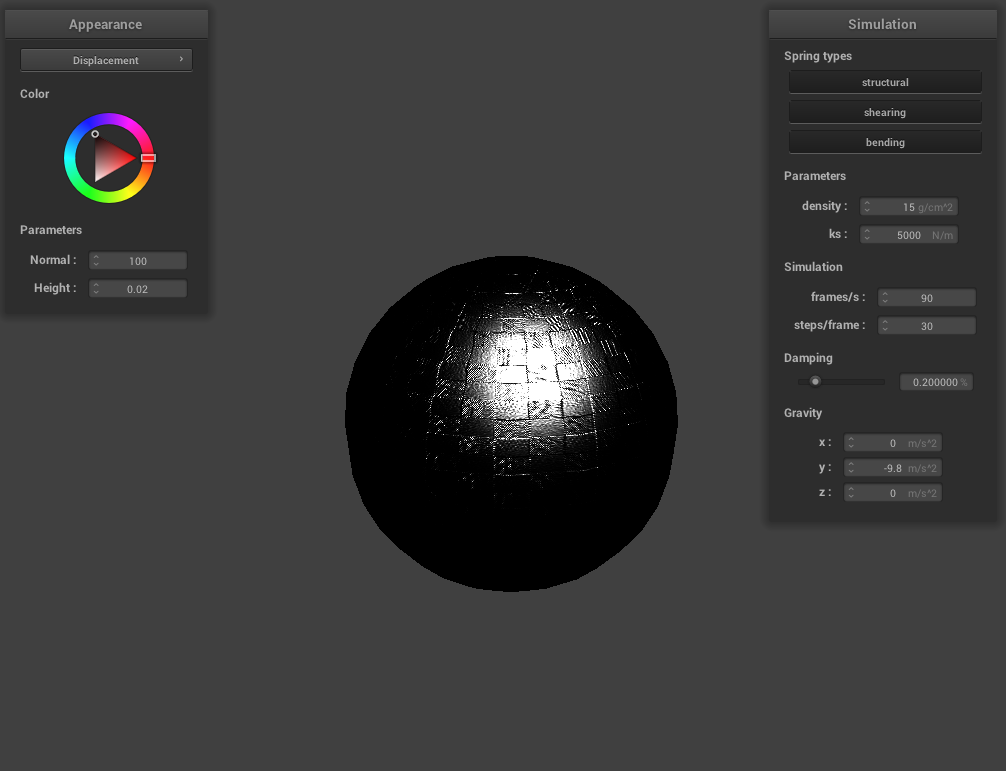 Appearance
Displacement
Color
Parameters
Normal : 100
Height : 0.02
Simulation
Spring types
structural
shearing
bending
Parameters
density : 15 g/cm^2
ks : 5000 N/m
Simulation
frames/s : 90
steps/frame : 30
Damping
0.200000 %
Gravity
x : 0 m/s^2
y : -9.8 m/s^2
z : 0 m/s^2